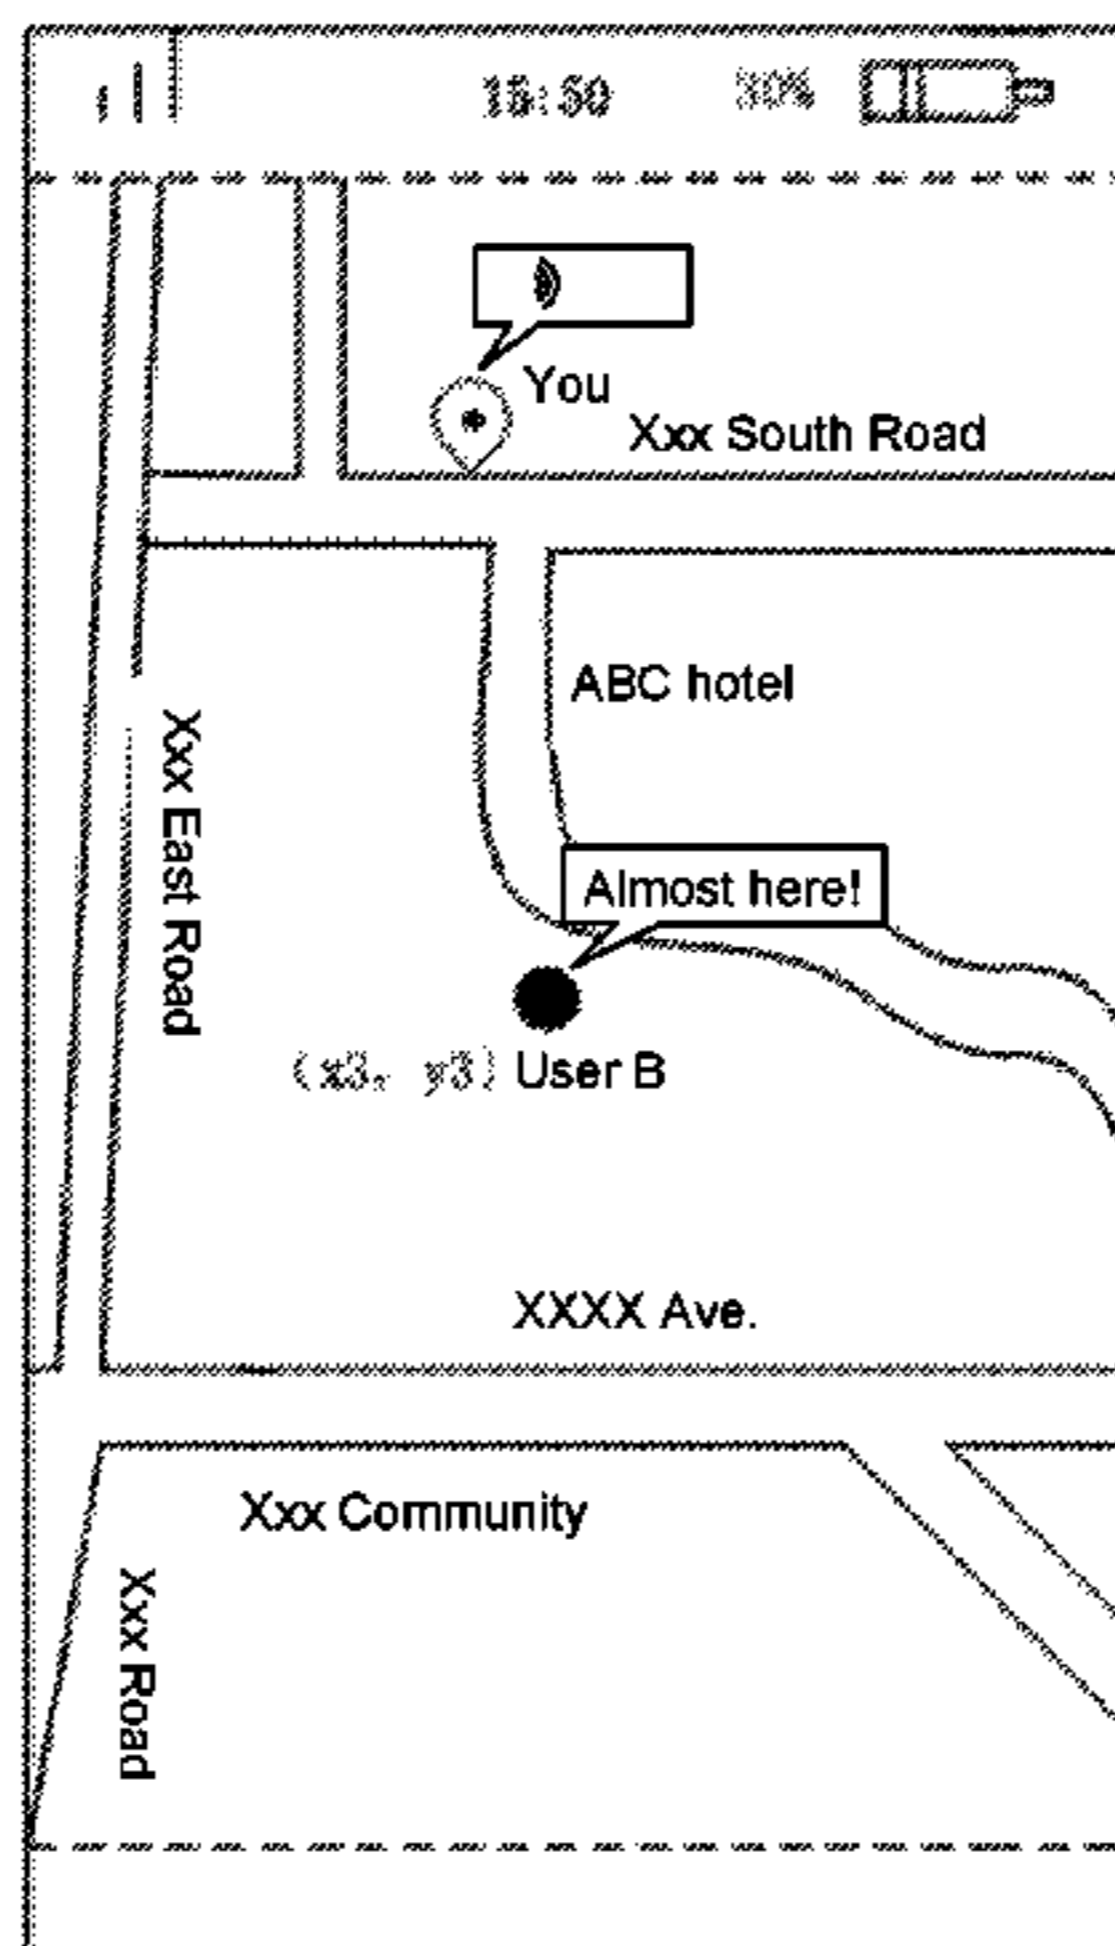 15:50 30%
You
Xxx South Road
ABC hotel
Xxx East Road
Almost here!
(x3, y3) User B
XXXX Ave.
Xxx Community
Xxx Road